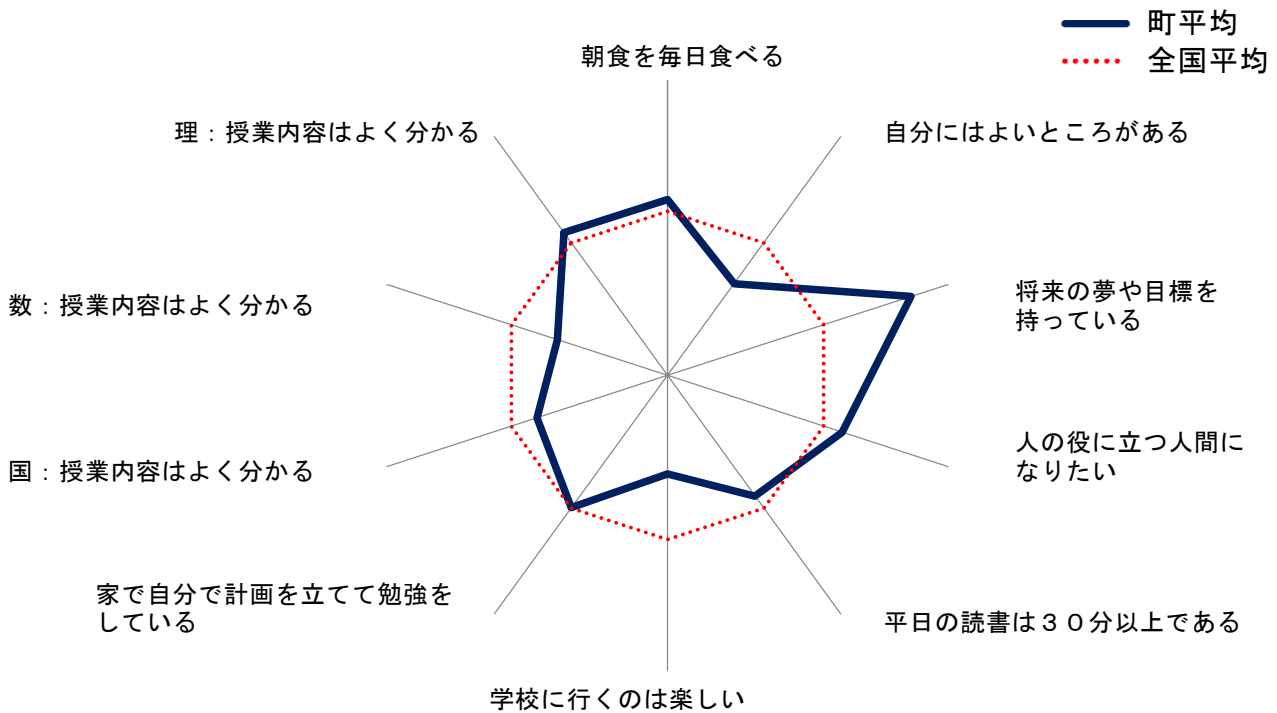 町平均
全国平均
朝食を毎日食べる
自分にはよいところがある
将来の夢や目標を
持っている
人の役に立つ人間に
なりたい
平日の読書は３０分以上である
学校に行くのは楽しい
家で自分で計画を立てて勉強を
している
国：授業内容はよく分かる
数：授業内容はよく分かる
理：授業内容はよく分かる